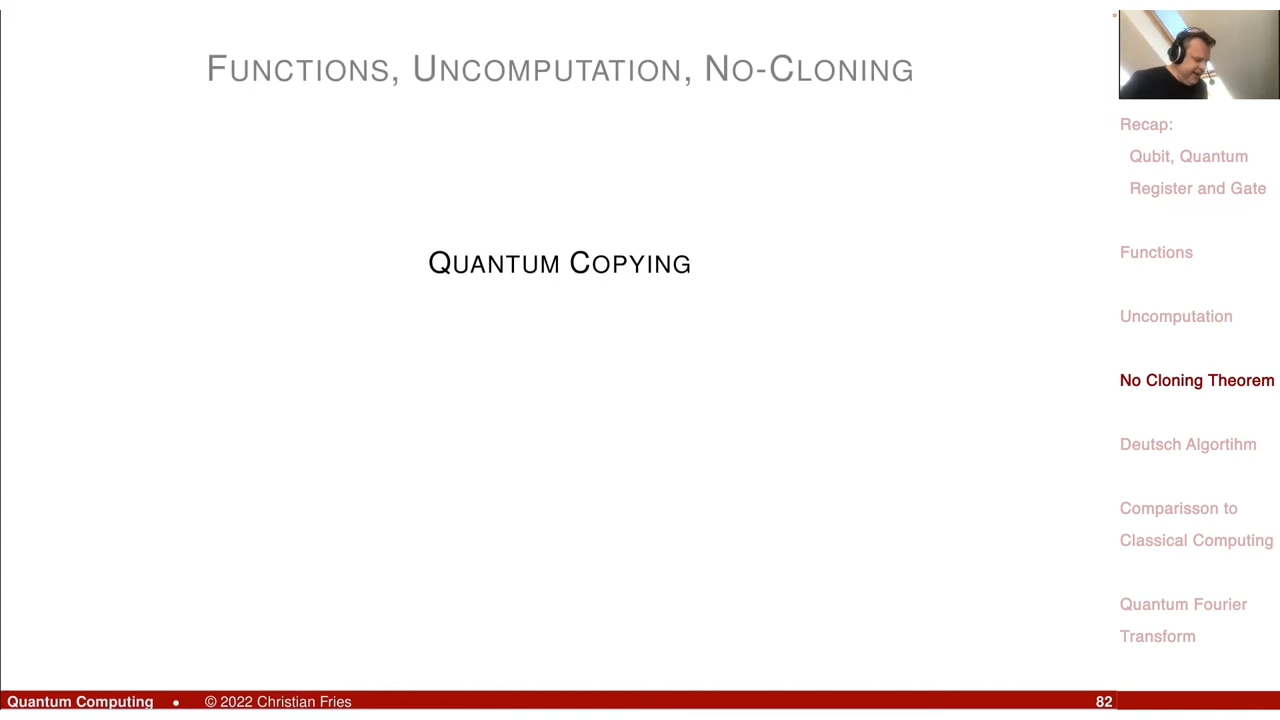 FUNCTIONS, UNCOMPUTATION, NO-CLONING
QUANTUM COPYING
Recap:
Qubit, Quantum
Register and Gate
Functions
Uncomputation
No Cloning Theorem
Deutsch Algortihm
Comparisson to
Classical Computing
Quantum Fourier
Transform
Quantum Computing • © 2022 Christian Fries 82